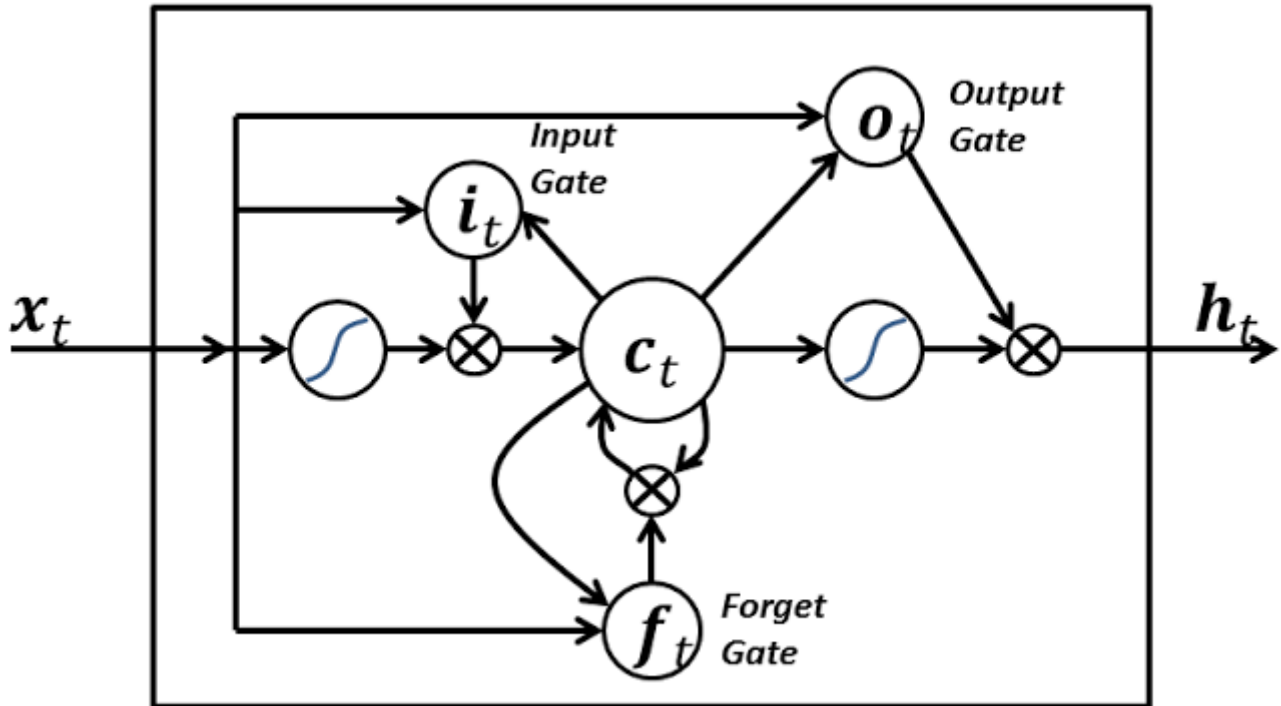 Output
o_t
Gate
Input
Gate
i_t
x_t
h_t
c_t
Forget
f_t
Gate